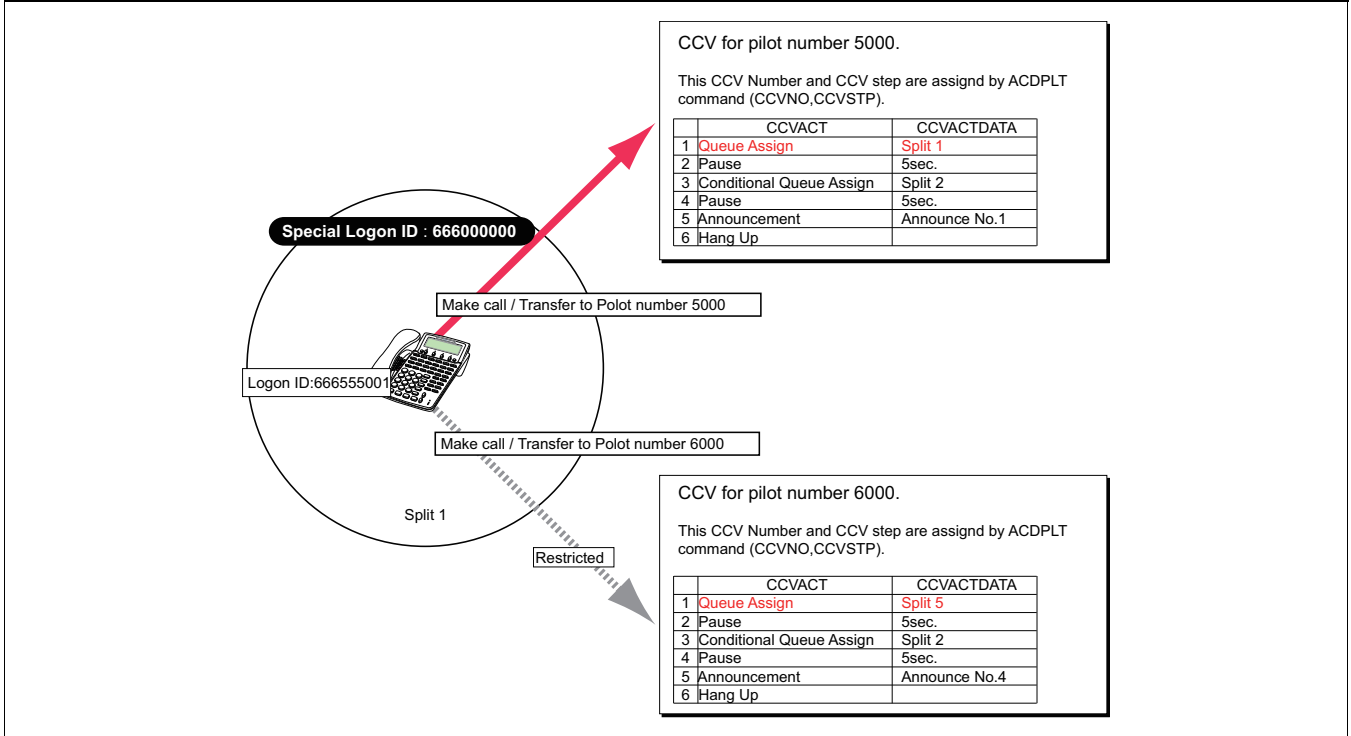 CCV for pilot number 5000.
This CCV Number and CCV step are assignd by ACDPLT
command (CCVNO,CCVSTP).
CCVACT CCVACTDATA
1 Queue Assign Split 1
2 Pause 5sec.
3 Conditional Queue Assign Split 2
4 Pause 5sec.
5 Announcement Announce No.1
6 Hang Up
Special Logon ID : 666000000
Make call / Transfer to Polot number 5000
Logon ID:666555001
Make call / Transfer to Polot number 6000
Split 1
Restricted
CCV for pilot number 6000.
This CCV Number and CCV step are assignd by ACDPLT
command (CCVNO,CCVSTP).
CCVACT CCVACTDATA
1 Queue Assign Split 5
2 Pause 5sec.
3 Conditional Queue Assign Split 2
4 Pause 5sec.
5 Announcement Announce No.4
6 Hang Up